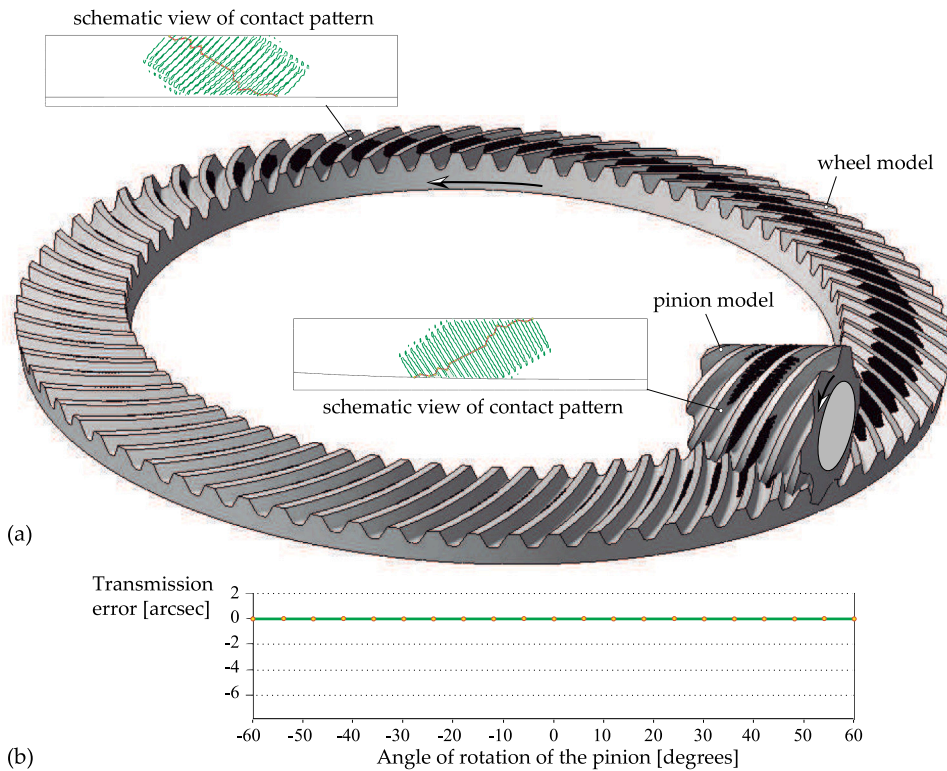 schematic view of contact pattern
wheel model
pinion model
schematic view of contact pattern
(a)
Transmission
error [arcsec]
2
0
-2
-4
-6
-60 -50 -40 -30 -20 -10 0 10 20 30 40 50 60
Angle of rotation of the pinion [degrees]
(b)